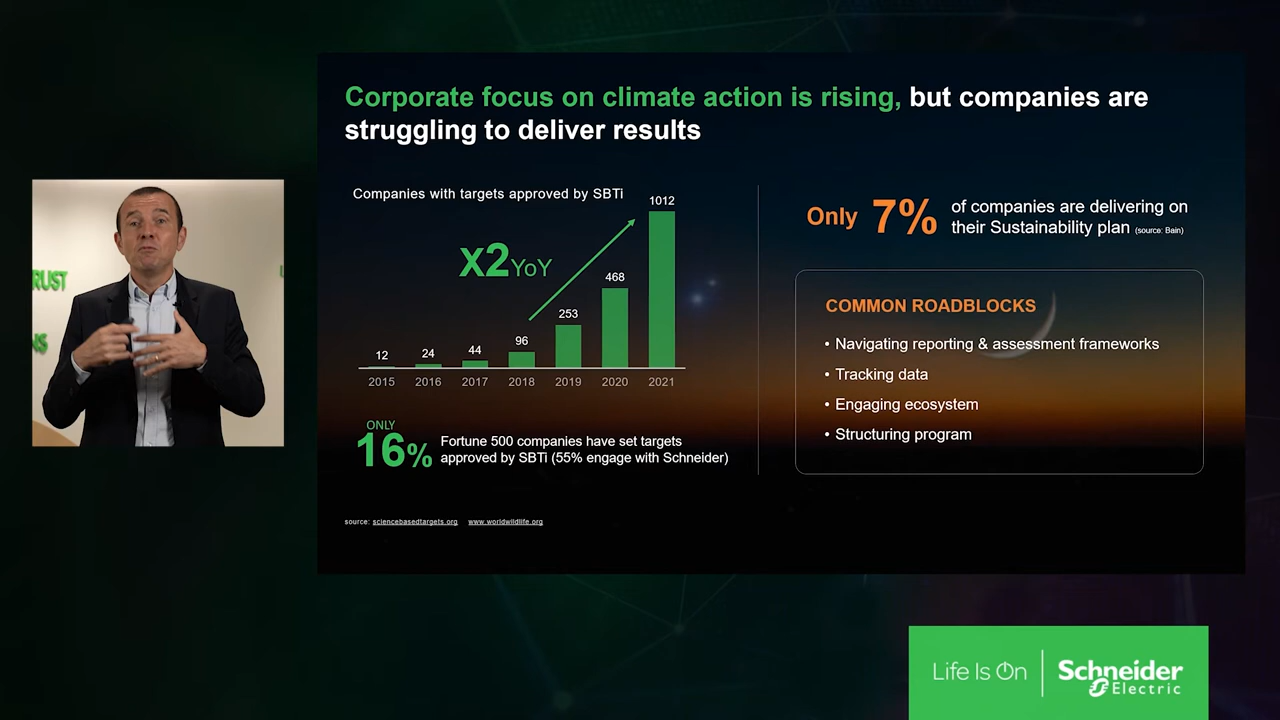 Corporate focus on climate action is rising, but companies are
struggling to deliver results
RUST
Companies with targets approved by SBTi
X2 YoY
12
24
44
96
253
468
1012
2015
2016
2017
2018
2019
2020
2021
ONLY
16%
Fortune 500 companies have set targets
approved by SBTi (55% engage with Schneider)
source: sciencebasedtargets.org www.worldwildlife.org
Only 7%
of companies are delivering on
their Sustainability plan (source: Bain)
COMMON ROADBLOCKS
• Navigating reporting & assessment frameworks
• Tracking data
• Engaging ecosystem
• Structuring program
Life Is On
Schneider
Electric